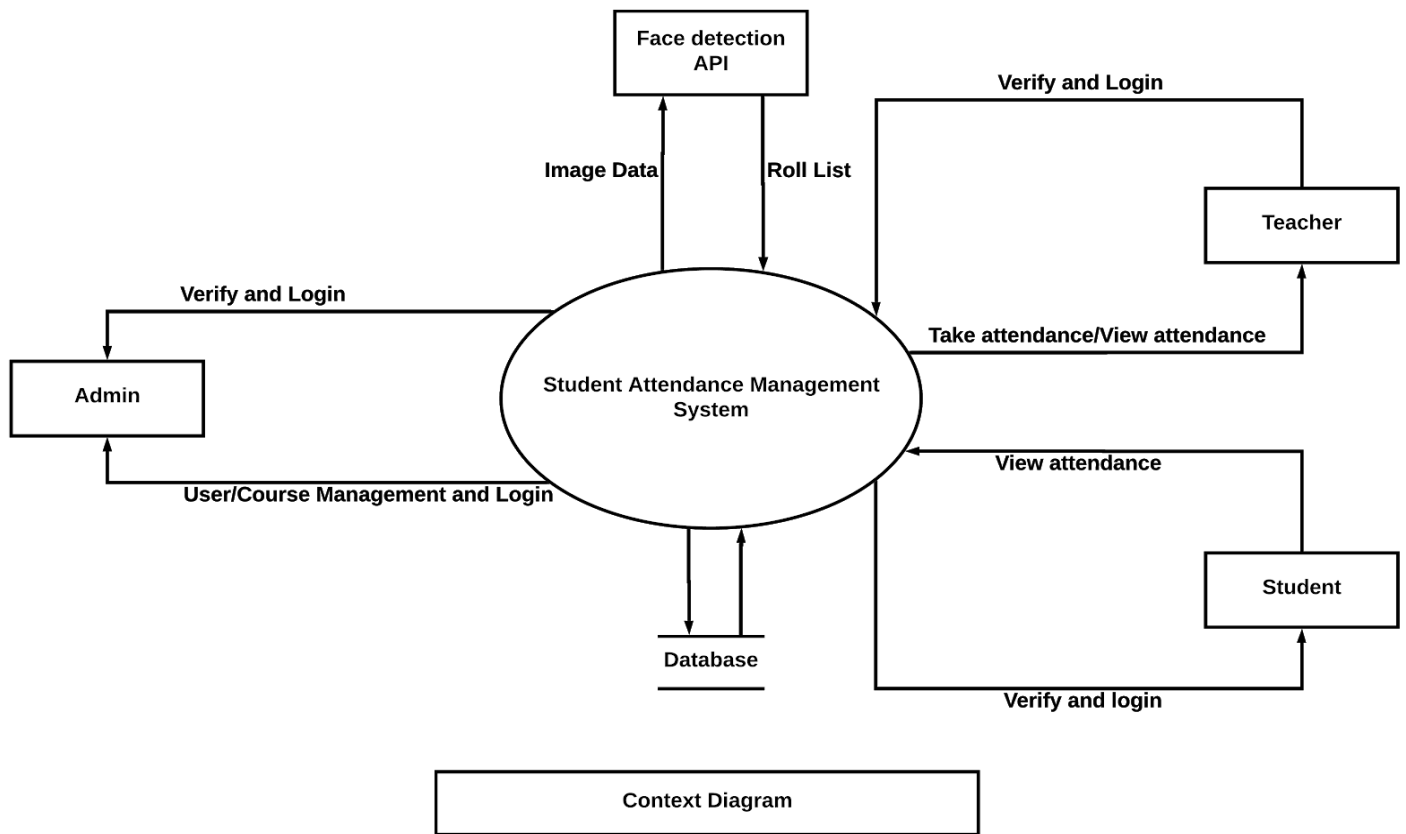 Face detection
API
Verify and Login
Image Data
Roll List
Teacher
Verify and Login
Take attendance/View attendance
Admin
Student Attendance Management
System
View attendance
User/Course Management and Login
Student
Database
Verify and login
Context Diagram